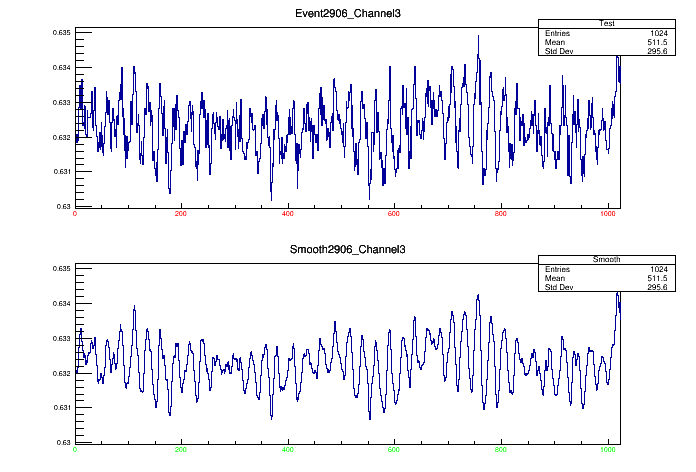 Event2906_Channel3
Test
Entries 1024
Mean 511.5
Std Dev 295.6
0.635
0.634
0.633
0.632
0.631
0.63
0 200 400 600 800 1000
Smooth2906_Channel3
Smooth
Entries 1024
Mean 511.5
Std Dev 295.6
0.635
0.634
0.633
0.632
0.631
0.63
0 200 400 600 800 1000